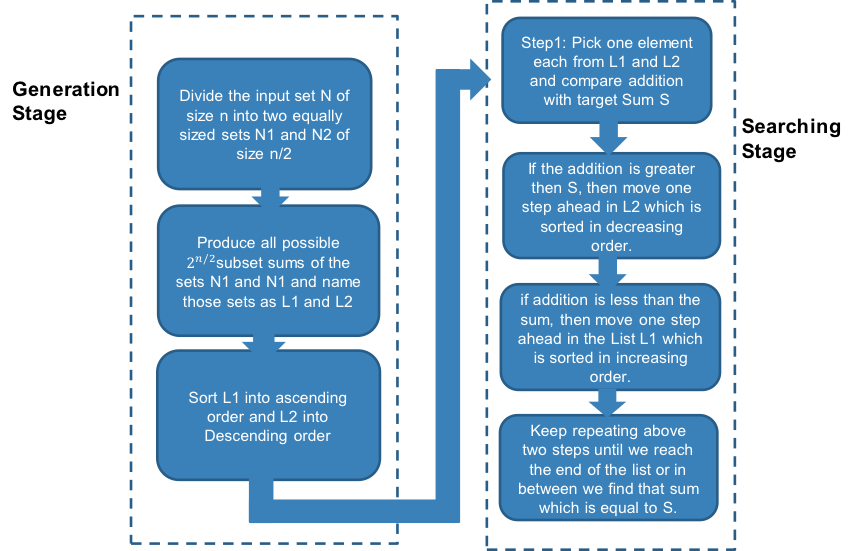 Generation
Stage
Divide the input set N of
size n into two equally
sized sets N1 and N2 of
size n/2
Produce all possible
2^{n/2}subset sums of the
sets N1 and N1 and name
those sets as L1 and L2
Sort L1 into ascending
order and L2 into
Descending order
Searching
Stage
Step1: Pick one element
each from L1 and L2
and compare addition
with target Sum S
If the addition is greater
then S, then move one
step ahead in L2 which is
sorted in decreasing
order.
if addition is less than the
sum, then move one step
ahead in the List L1 which
is sorted in increasing
order.
Keep repeating above
two steps until we reach
the end of the list or in
between we find that sum
which is equal to S.